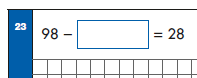 23
98 – = 28